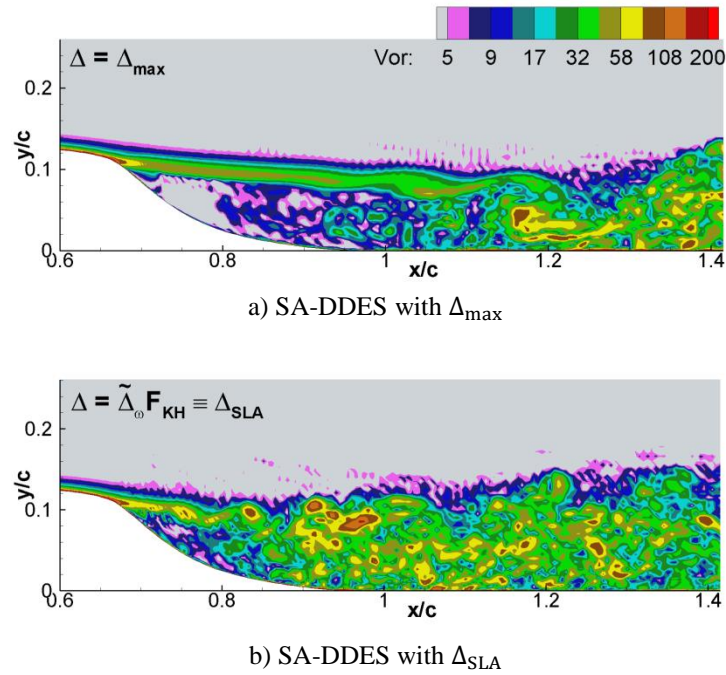 Δ = Δmax
Vor: 5 9 17 32 58 108 200
y/c
0.2
0.1
0
0.6 0.8 1 1.2 1.4
x/c
a) SA-DDES with Δmax
Δ = Δ̃ωFKH ≡ ΔSLA
y/c
0.2
0.1
0
0.6 0.8 1 1.2 1.4
x/c
b) SA-DDES with ΔSLA